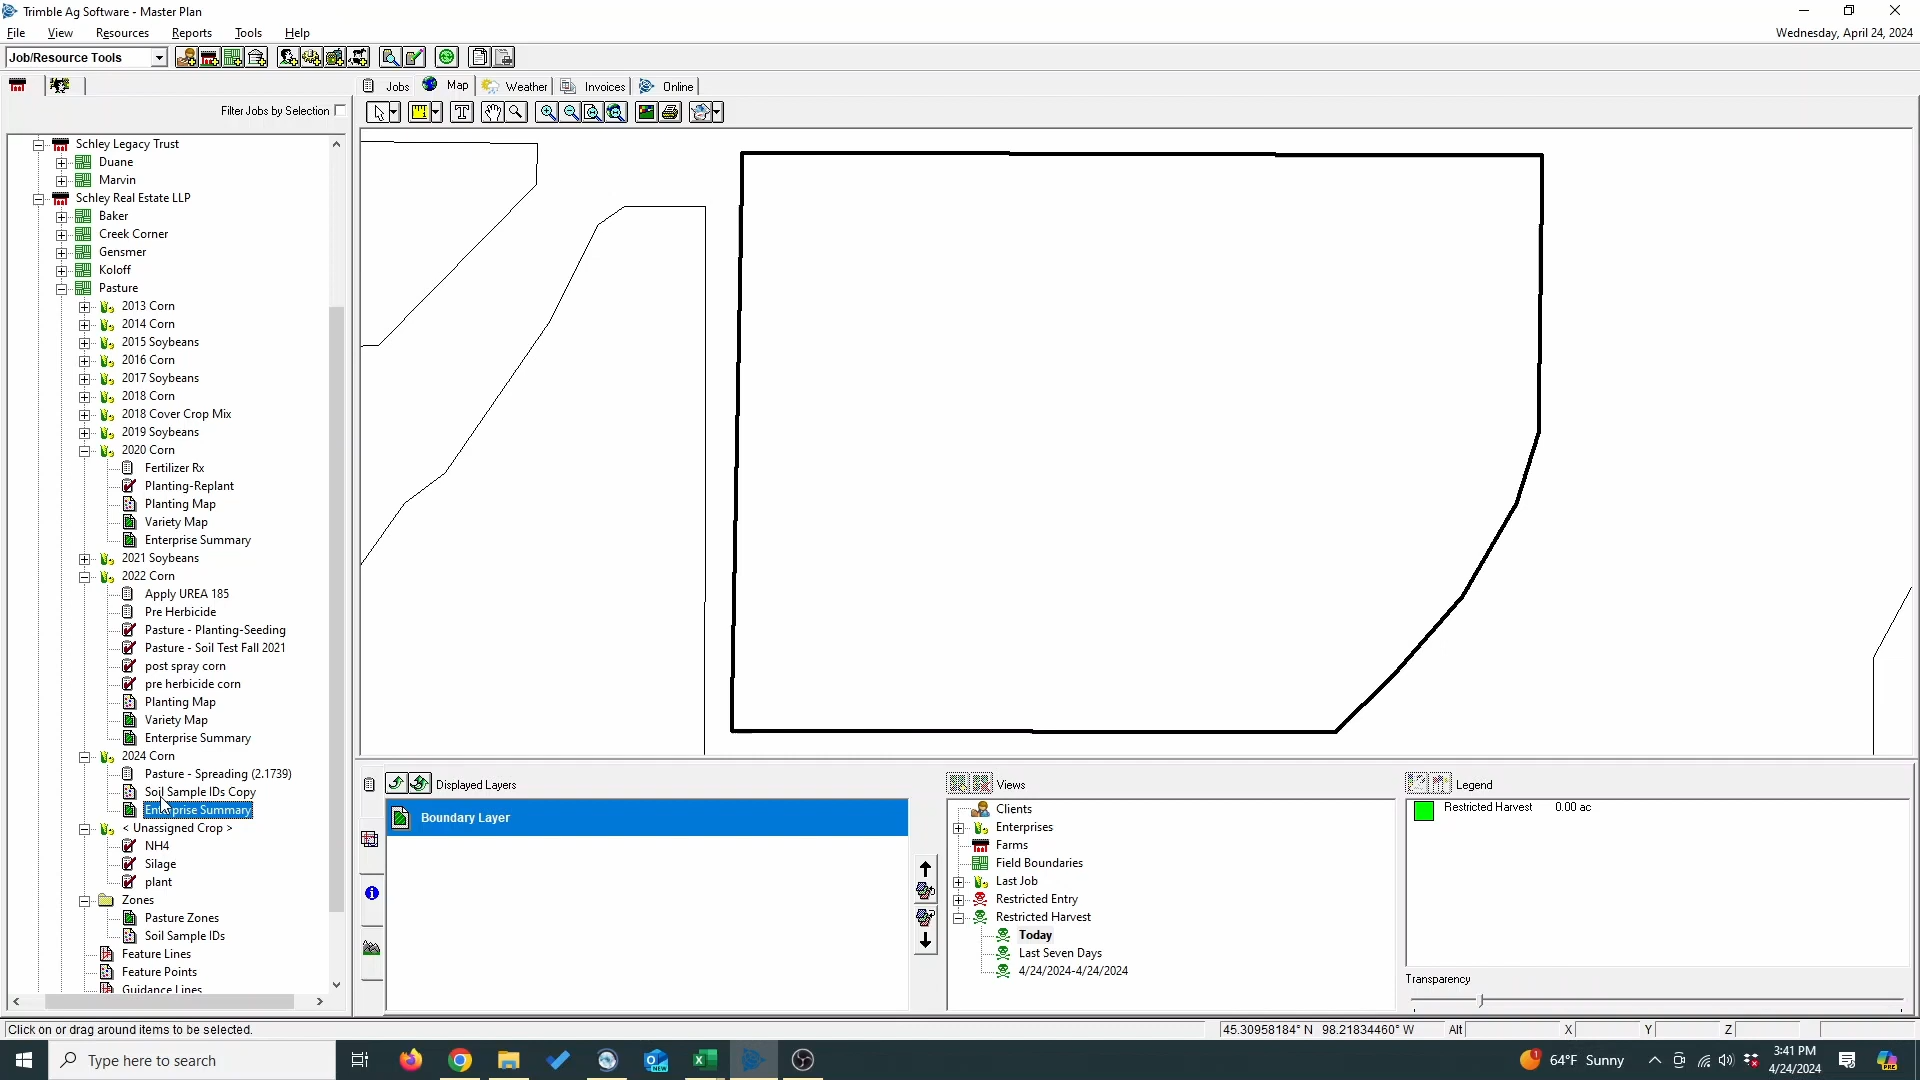 Trimble Ag Software - Master Plan
File View Resources Reports Tools Help
Wednesday, April 24, 2024
Job/Resource Tools
Jobs Map Weather Invoices Online
Filter Jobs by Selection
Schley Legacy Trust
Duane
Marvin
Schley Real Estate LLP
Baker
Creek Corner
Gensmer
Koloff
Pasture
2013 Corn
2014 Corn
2015 Soybeans
2016 Corn
2017 Soybeans
2018 Corn
2018 Cover Crop Mix
2019 Soybeans
2020 Corn
Fertilizer Rx
Planting-Replant
Planting Map
Variety Map
Enterprise Summary
2021 Soybeans
2022 Corn
Apply UREA 185
Pre Herbicide
Pasture - Planting-Seeding
Pasture - Soil Test Fall 2021
post spray corn
pre herbicide corn
Planting Map
Variety Map
Enterprise Summary
2024 Corn
Pasture - Spreading (2.1739)
Soil Sample IDs Copy
Enterprise Summary
< Unassigned Crop >
NH4
Silage
plant
Zones
Pasture Zones
Soil Sample IDs
Feature Lines
Feature Points
Guidance Lines
Displayed Layers
Boundary Layer
Views
Clients
Enterprises
Farms
Field Boundaries
Last Job
Restricted Entry
Restricted Harvest
Today
Last Seven Days
4/24/2024-4/24/2024
Legend
Restricted Harvest 0.00 ac
Transparency
Click on or drag around items to be selected.
45.30958184° N 98.21834460° W Alt X Y Z
Type here to search
64°F Sunny
3:41 PM
4/24/2024